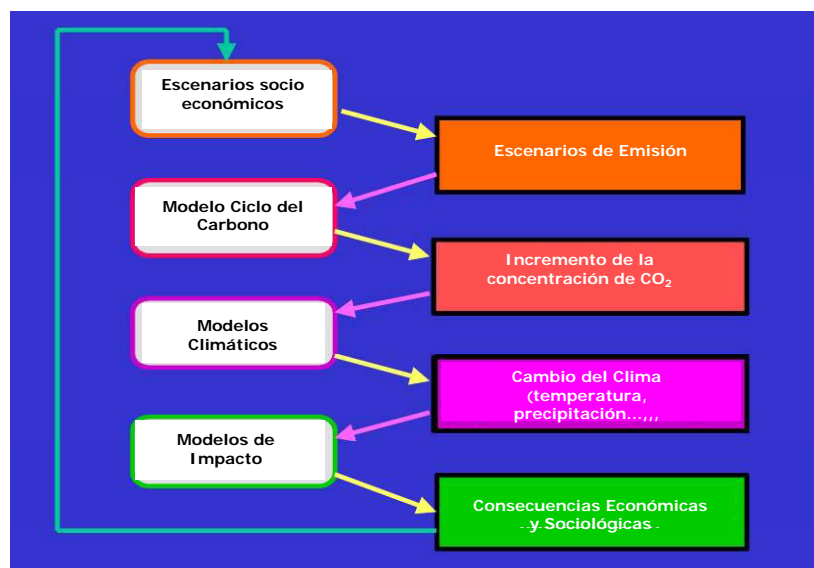 Escenarios socio
económicos
Escenarios de Emisión
Modelo Ciclo del
Carbono
Incremento de la
concentración de CO₂
Modelos
Climáticos
Cambio del Clima
(temperatura,
precipitación...,,,
Modelos de
Impacto
Consecuencias Económicas
y Sociológicas